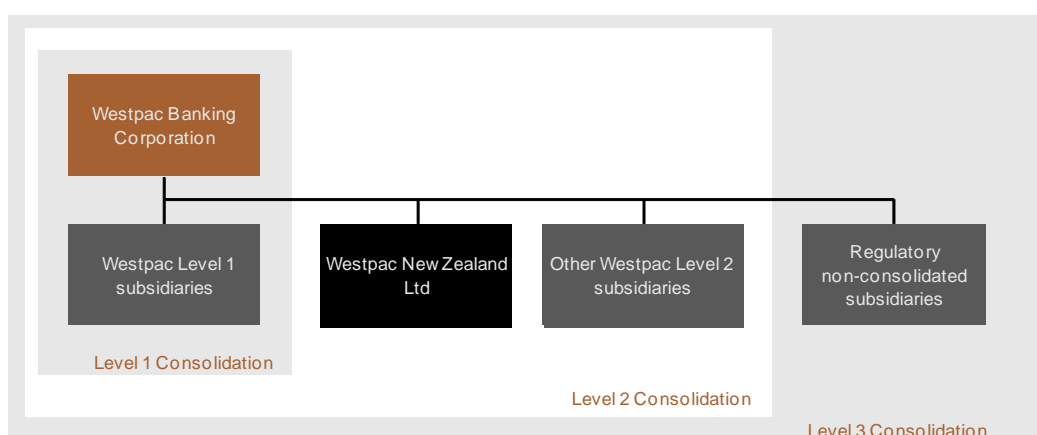 Westpac Banking
Corporation
Westpac Level 1
subsidiaries
Westpac New Zealand
Ltd
Other Westpac Level 2
subsidiaries
Regulatory
non-consolidated
subsidiaries
Level 1 Consolidation
Level 2 Consolidation
Level 3 Consolidation